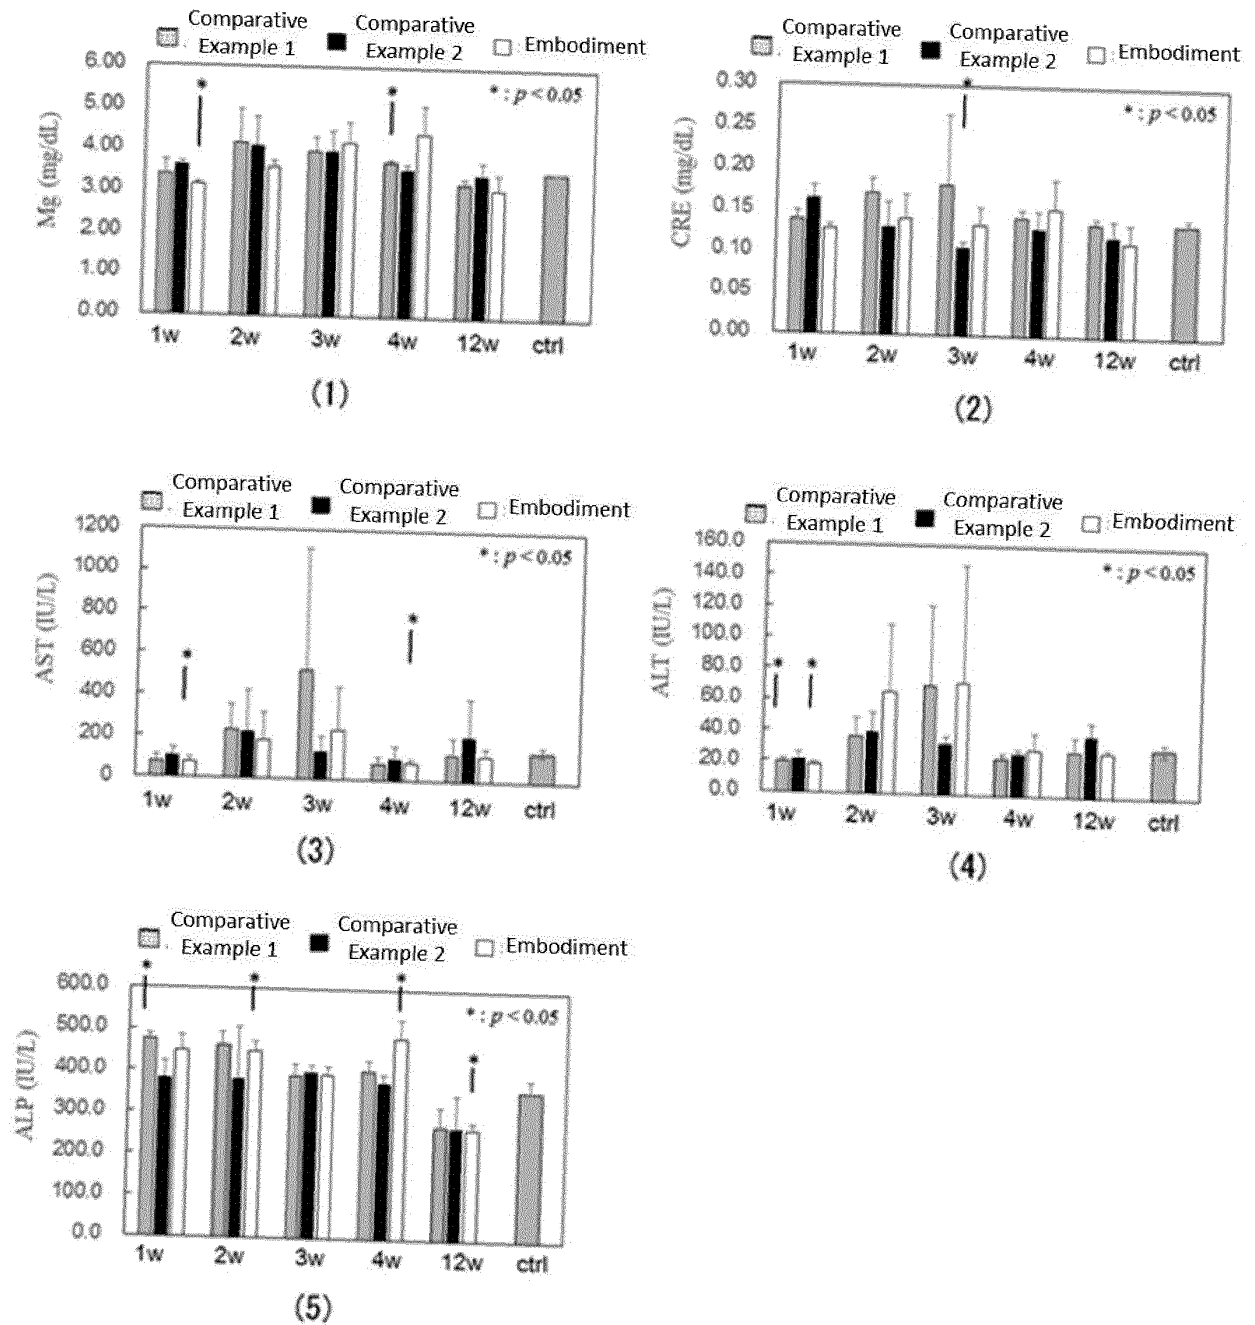 Comparative Example 1
Comparative Example 2
Embodiment
Mg (mg/dL)
6.00
5.00
4.00
3.00
2.00
1.00
0.00
*
*
* : p < 0.05
1w 2w 3w 4w 12w ctrl
(1)
Comparative Example 1
Comparative Example 2
Embodiment
CRE (mg/dL)
0.30
0.25
0.20
0.15
0.10
0.05
0.00
*
* : p < 0.05
1w 2w 3w 4w 12w ctrl
(2)
Comparative Example 1
Comparative Example 2
Embodiment
AST (IU/L)
1200
1000
800
600
400
200
0
*
*
* : p < 0.05
1w 2w 3w 4w 12w ctrl
(3)
Comparative Example 1
Comparative Example 2
Embodiment
ALT (IU/L)
160.0
140.0
120.0
100.0
80.0
60.0
40.0
20.0
0.0
* *
* : p < 0.05
1w 2w 3w 4w 12w ctrl
(4)
Comparative Example 1
Comparative Example 2
Embodiment
ALP (IU/L)
600.0
500.0
400.0
300.0
200.0
100.0
0.0
* * *
* : p < 0.05
*
1w 2w 3w 4w 12w ctrl
(5)